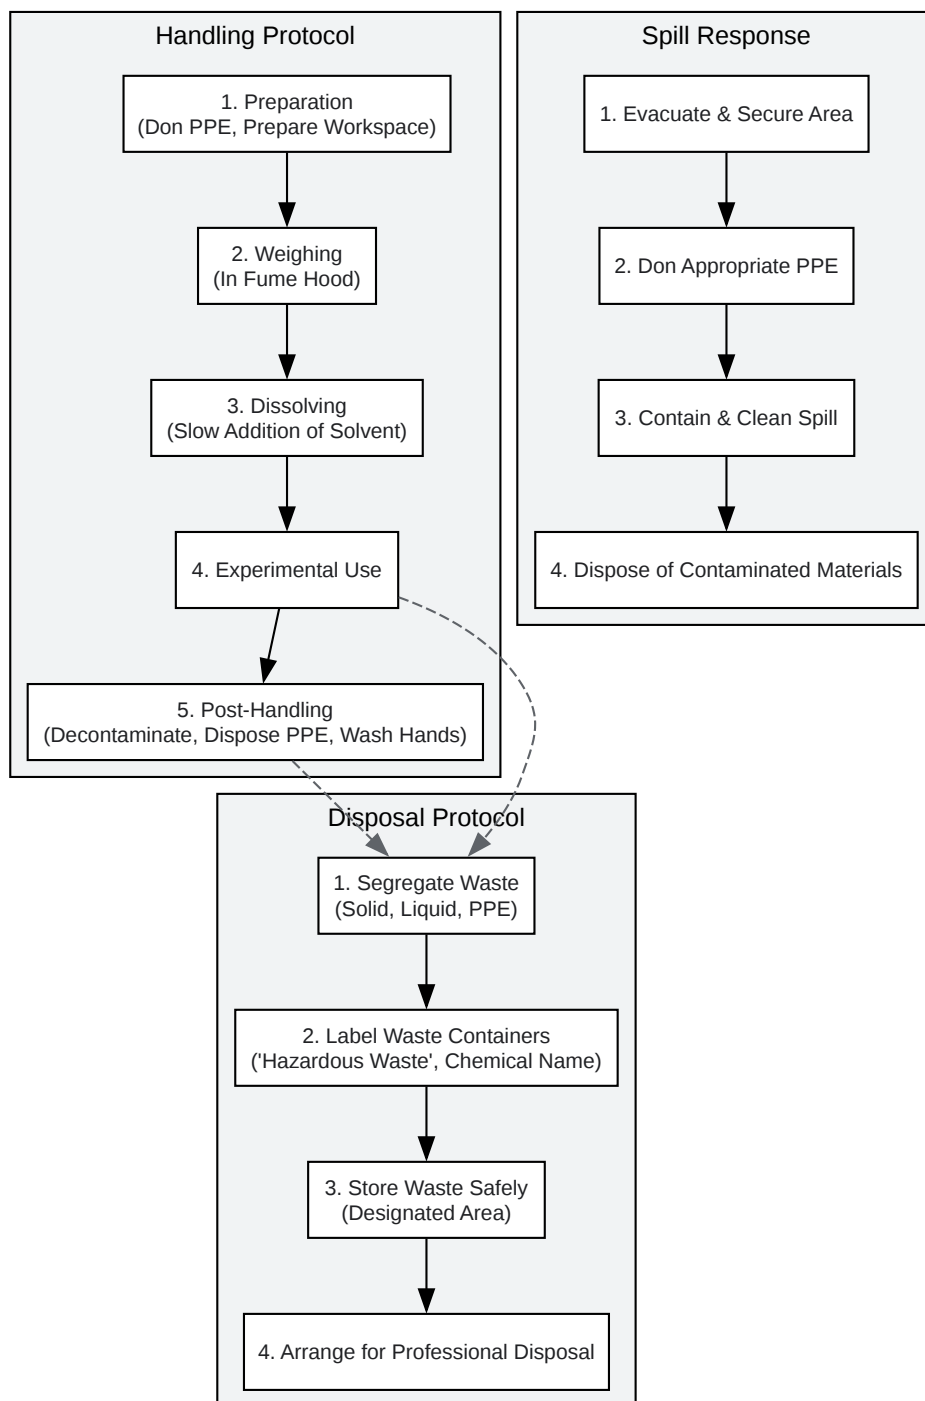 Handling Protocol
1. Preparation
(Don PPE, Prepare Workspace)
2. Weighing
(In Fume Hood)
3. Dissolving
(Slow Addition of Solvent)
4. Experimental Use
5. Post-Handling
(Decontaminate, Dispose PPE, Wash Hands)
Spill Response
1. Evacuate & Secure Area
2. Don Appropriate PPE
3. Contain & Clean Spill
4. Dispose of Contaminated Materials
Disposal Protocol
1. Segregate Waste
(Solid, Liquid, PPE)
2. Label Waste Containers
('Hazardous Waste', Chemical Name)
3. Store Waste Safely
(Designated Area)
4. Arrange for Professional Disposal